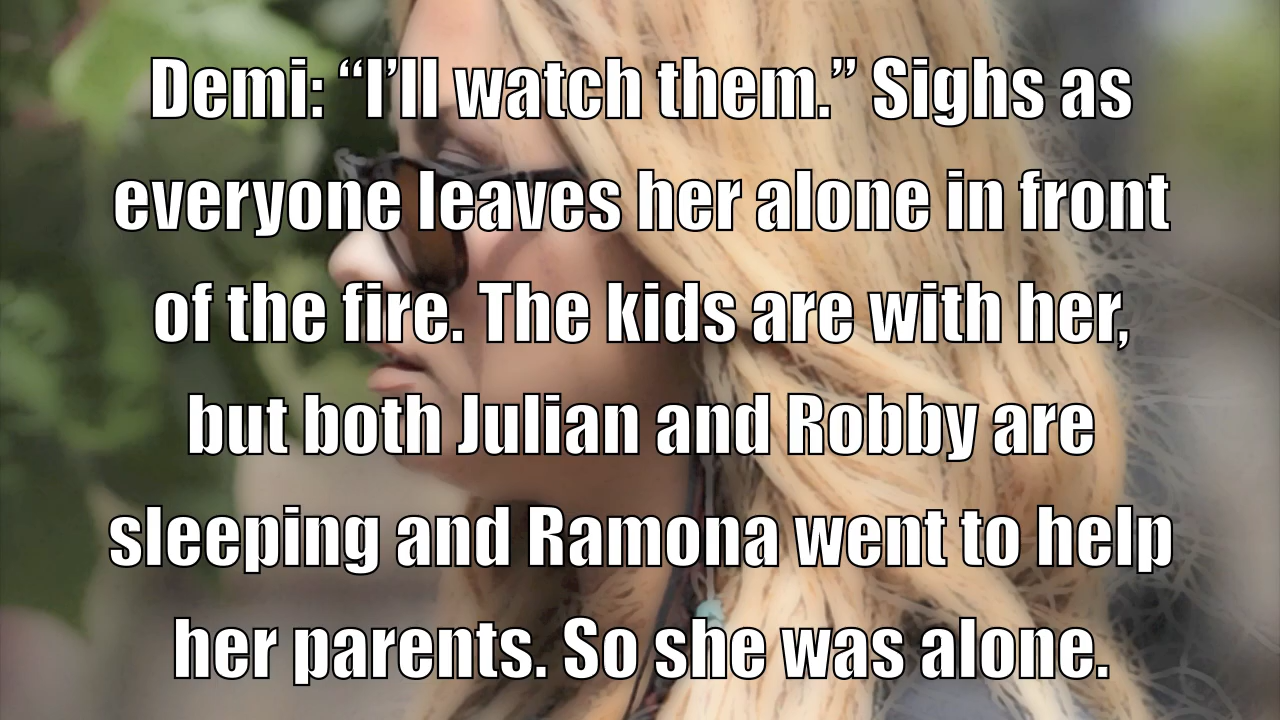 Demi: “I’ll watch them.” Sighs as
everyone leaves her alone in front
of the fire. The kids are with her,
but both Julian and Robby are
sleeping and Ramona went to help
her parents. So she was alone.